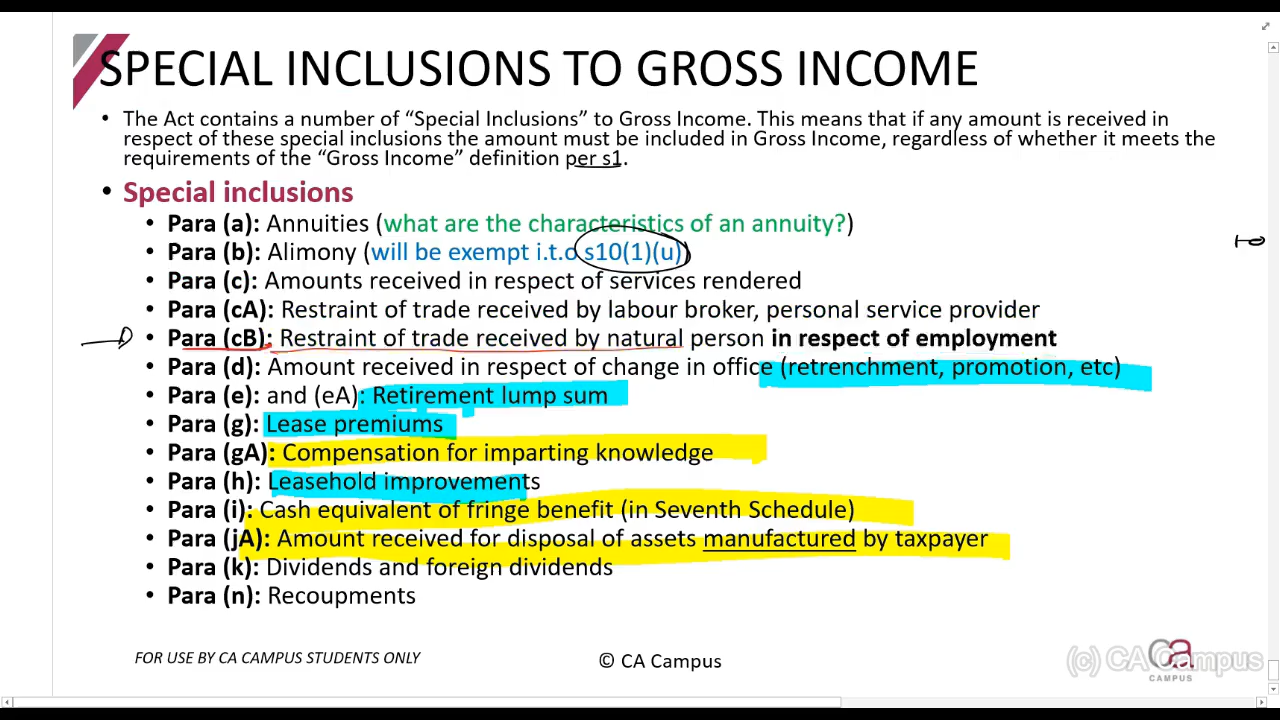 SPECIAL INCLUSIONS TO GROSS INCOME
• The Act contains a number of “Special Inclusions” to Gross Income. This means that if any amount is received in
respect of these special inclusions the amount must be included in Gross Income, regardless of whether it meets the
requirements of the “Gross Income” definition per s1.
• Special inclusions
• Para (a): Annuities (what are the characteristics of an annuity?)
• Para (b): Alimony (will be exempt i.t.o s10(1)(u))
• Para (c): Amounts received in respect of services rendered
• Para (cA): Restraint of trade received by labour broker, personal service provider
• Para (cB): Restraint of trade received by natural person in respect of employment
• Para (d): Amount received in respect of change in office (retrenchment, promotion, etc)
• Para (e): and (eA): Retirement lump sum
• Para (g): Lease premiums
• Para (gA): Compensation for imparting knowledge
• Para (h): Leasehold improvements
• Para (i): Cash equivalent of fringe benefit (in Seventh Schedule)
• Para (jA): Amount received for disposal of assets manufactured by taxpayer
• Para (k): Dividends and foreign dividends
• Para (n): Recoupments
FOR USE BY CA CAMPUS STUDENTS ONLY
© CA Campus
ca
CAMPUS
(c) CA Campus